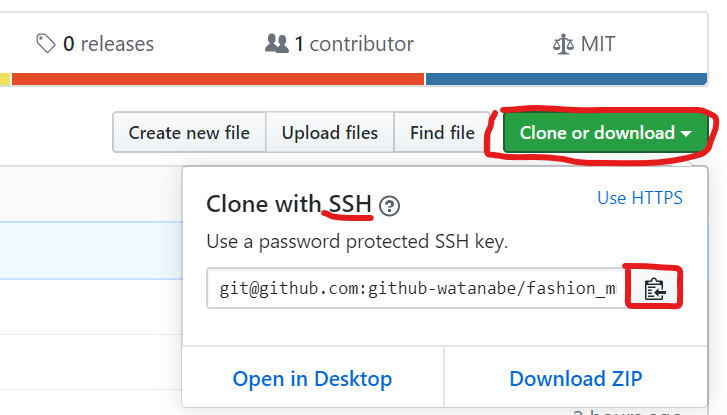 0 releases
1 contributor
MIT
Create new file
Upload files
Find file
Clone or download
Clone with SSH
Use HTTPS
Use a password protected SSH key.
git@github.com:github-watanabe/fashion_m
Open in Desktop
Download ZIP